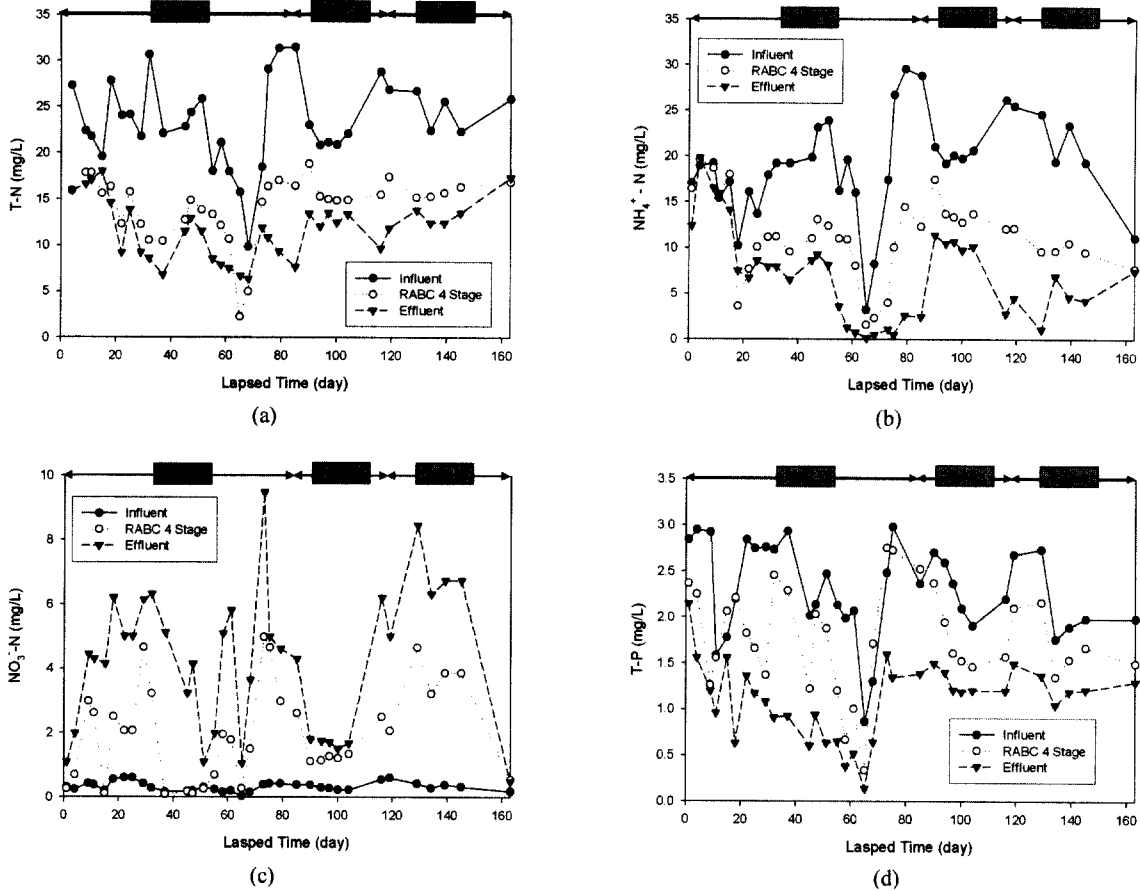 35
30
25
20
15
10
5
0
T-N (mg/L)
Influent
RABC 4 Stage
Effluent
0 20 40 60 80 100 120 140 160
Lapsed Time (day)
(a)
35
30
25
20
15
10
5
0
NH₄⁺- N (mg/L)
Influent
RABC 4 Stage
Effluent
0 20 40 60 80 100 120 140 160
Lapsed Time (day)
(b)
10
8
6
4
2
0
NO₃-N (mg/L)
Influent
RABC 4 Stage
Effluent
0 20 40 60 80 100 120 140 160
Lasped Time (day)
(c)
3.5
3.0
2.5
2.0
1.5
1.0
0.5
0.0
T-P (mg/L)
Influent
RABC 4 Stage
Effluent
0 20 40 60 80 100 120 140 160
Lapsed Time (day)
(d)